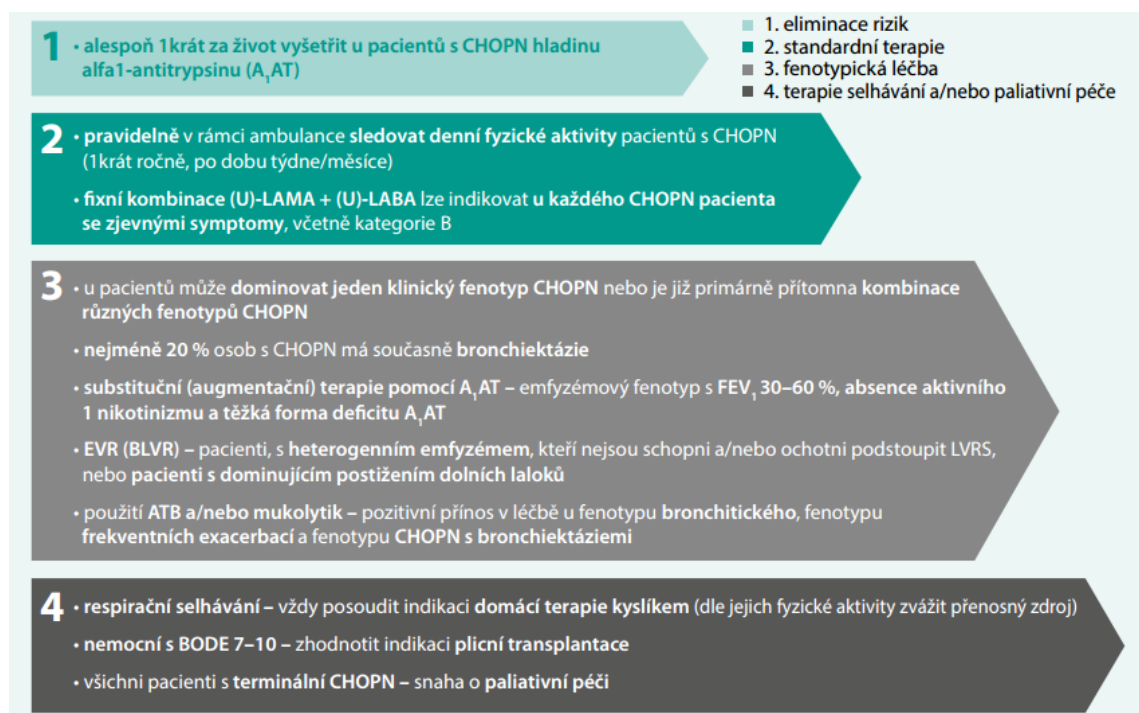 1. eliminace rizik
2. standardní terapie
3. fenotypická léčba
4. terapie selhávání a/nebo paliativní péče
1 • alespoň 1krát za život vyšetřit u pacientů s CHOPN hladinu
alfa1-antitrypsinu (A₁AT)
2 • pravidelně v rámci ambulance sledovat denní fyzické aktivity pacientů s CHOPN
(1krát ročně, po dobu týdne/měsíce)
• fixní kombinace (U)-LAMA + (U)-LABA lze indikovat u každého CHOPN pacienta
se zjevnými symptomy, včetně kategorie B
3 • u pacientů může dominovat jeden klinický fenotyp CHOPN nebo je již primárně přítomna kombinace
různých fenotypů CHOPN
• nejméně 20 % osob s CHOPN má současně bronchiektázie
• substituční (augmentační) terapie pomocí A₁AT – emfyzémový fenotyp s FEV₁ 30–60 %, absence aktivního
1 nikotinizmu a těžká forma deficitu A₁AT
• EVR (BLVR) – pacienti, s heterogenním emfyzémem, kteří nejsou schopni a/nebo ochotni podstoupit LVRS,
nebo pacienti s dominujícím postižením dolních laloků
• použití ATB a/nebo mukolytik – pozitivní přínos v léčbě u fenotypu bronchitického, fenotypu
frekventních exacerbací a fenotypu CHOPN s bronchiektáziemi
4 • respirační selhávání – vždy posoudit indikaci domácí terapie kyslíkem (dle jejich fyzické aktivity zvážit přenosný zdroj)
• nemocní s BODE 7–10 – zhodnotit indikaci plicní transplantace
• všichni pacienti s terminální CHOPN – snaha o paliativní péči